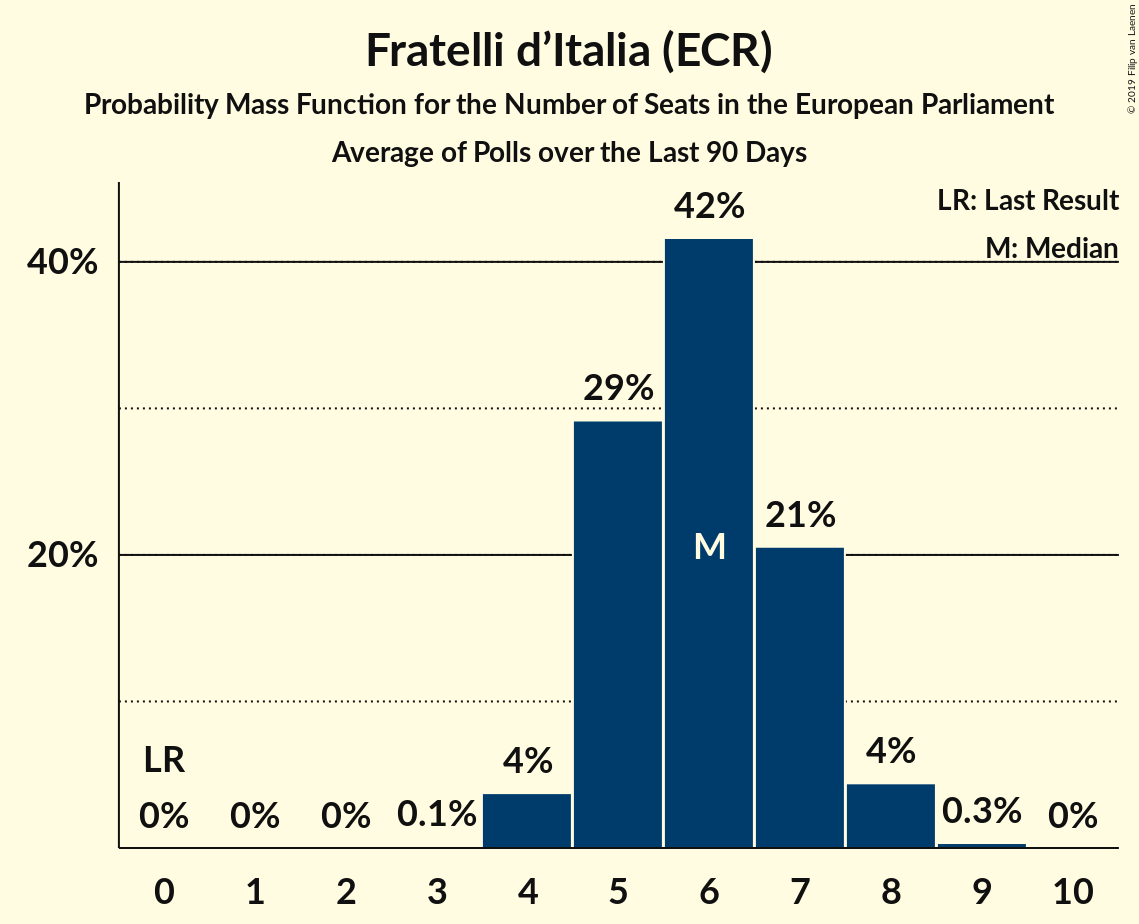 Fratelli d’Italia (ECR)
Probability Mass Function for the Number of Seats in the European Parliament
Average of Polls over the Last 90 Days
© 2019 Filip van Laenen
LR: Last Result
M: Median
42%
40%
29%
21%
M
20%
LR
4%
4%
0% 0% 0% 0.1% 0.3% 0%
0 1 2 3 4 5 6 7 8 9 10